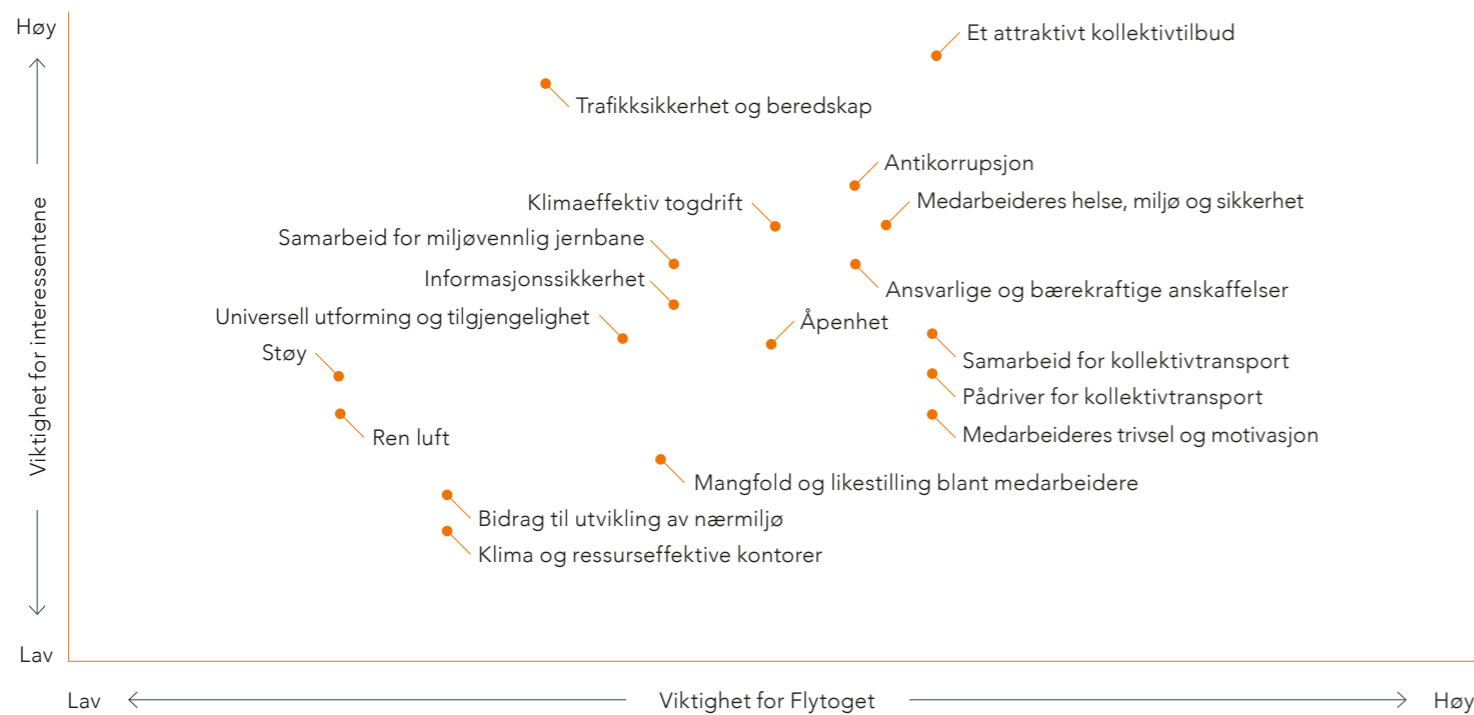 Høy
Et attraktivt kollektivtilbud
Trafikksikkerhet og beredskap
Antikorrupsjon
Klimaeffektiv togdrift
Medarbeideres helse, miljø og sikkerhet
Samarbeid for miljøvennlig jernbane
Informasjonssikkerhet
Ansvarlige og bærekraftige anskaffelser
Universell utforming og tilgjengelighet
Åpenhet
Støy
Samarbeid for kollektivtransport
Pådriver for kollektivtransport
Ren luft
Medarbeideres trivsel og motivasjon
Mangfold og likestilling blant medarbeidere
Bidrag til utvikling av nærmiljø
Klima og ressurseffektive kontorer
Viktighet for interessentene
Lav
Lav
Viktighet for Flytoget
Høy